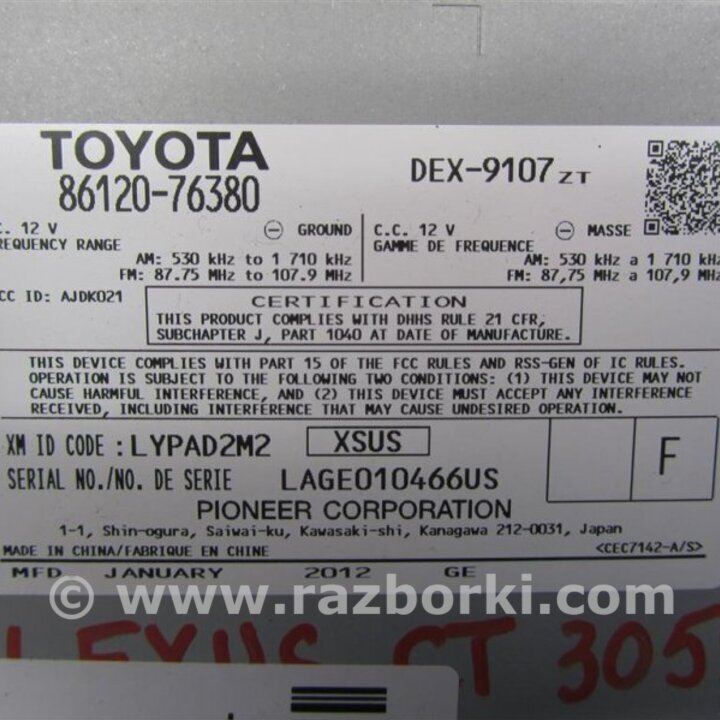 TOYOTA
86120-76380
DEX-9107 ZT
C.C. 12 V ⊖ GROUND
REQUENCY RANGE
AM: 530 kHz to 1 710 kHz
FM: 87.75 MHz to 107.9 MHz
C.C. 12 V ⊖ MASSE
GAMME DE FREQUENCE
AM: 530 kHz a 1 710 kHz
FM: 87,75 MHz a 107,9 MHz
CC ID: AJDK021
CERTIFICATION
THIS PRODUCT COMPLIES WITH DHHS RULE 21 CFR,
SUBCHAPTER J, PART 1040 AT DATE OF MANUFACTURE.
THIS DEVICE COMPLIES WITH PART 15 OF THE FCC RULES AND RSS-GEN OF IC RULES.
OPERATION IS SUBJECT TO THE FOLLOWING TWO CONDITIONS: (1) THIS DEVICE MAY NOT
CAUSE HARMFUL INTERFERENCE, AND (2) THIS DEVICE MUST ACCEPT ANY INTERFERENCE
RECEIVED, INCLUDING INTERFERENCE THAT MAY CAUSE UNDESIRED OPERATION.
XM ID CODE : LYPAD2M2 XSUS
SERIAL NO./NO. DE SERIE LAGE010466US
F
PIONEER CORPORATION
1-1, Shin-ogura, Saiwai-ku, Kawasaki-shi, Kanagawa 212-0031, Japan
MADE IN CHINA/FABRIQUE EN CHINE <CEC7142-A/S>
MFD JANUARY 2012 GE
© www.razborki.com
LEXUS CT 305